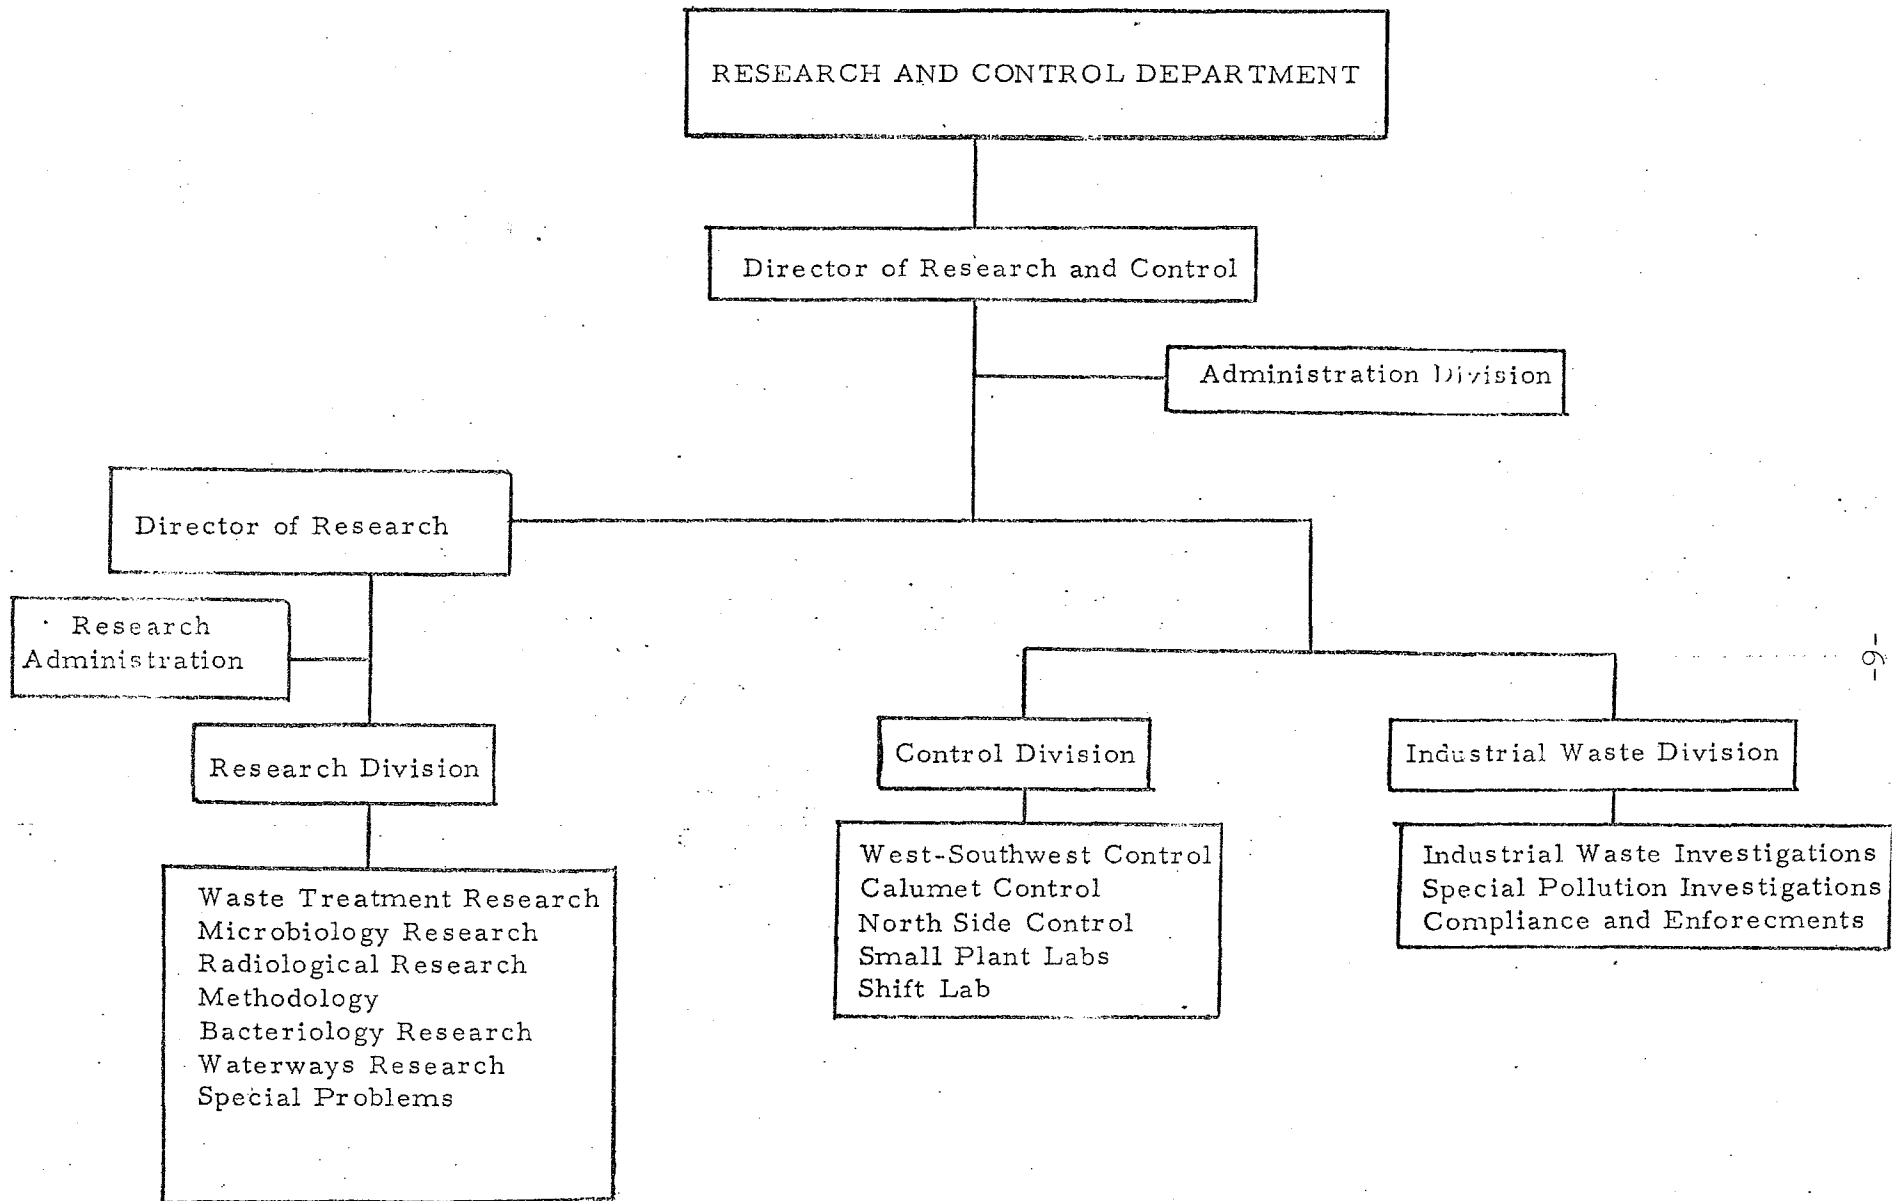 RESEARCH AND CONTROL DEPARTMENT
Director of Research and Control
Administration Division
Director of Research
Research
Administration
Research Division
Waste Treatment Research
Microbiology Research
Radiological Research
Methodology
Bacteriology Research
Waterways Research
Special Problems
Control Division
West-Southwest Control
Calumet Control
North Side Control
Small Plant Labs
Shift Lab
Industrial Waste Division
Industrial Waste Investigations
Special Pollution Investigations
Compliance and Enforecments
-6-